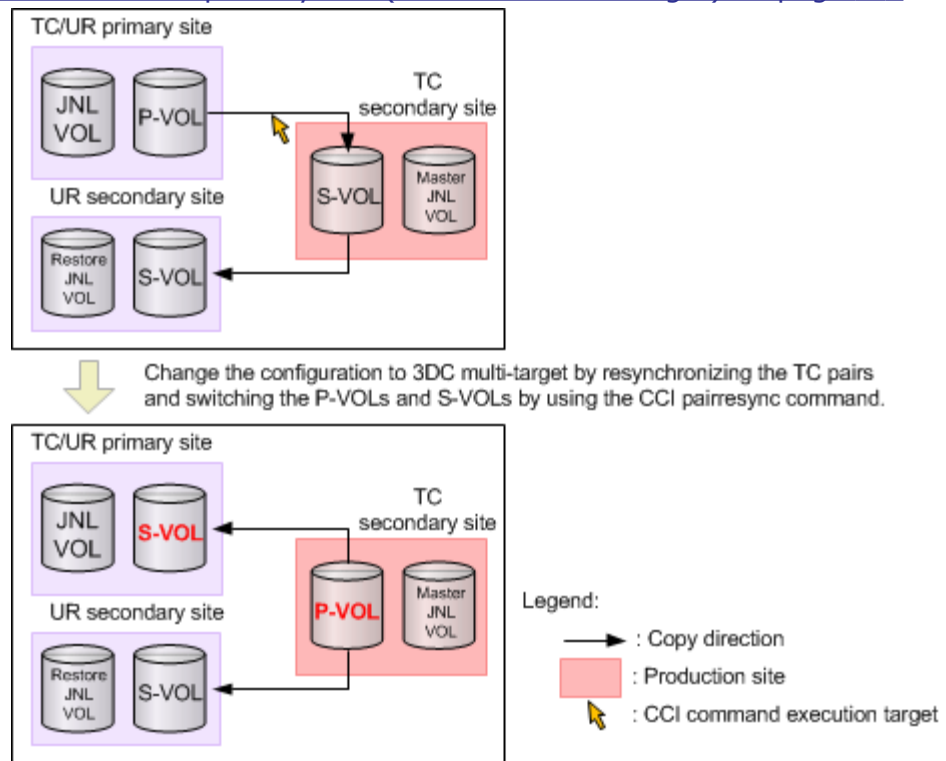 TC/UR primary site
JNL
VOL
P-VOL
TC
secondary site
S-VOL
Master
JNL
VOL
UR secondary site
Restore
JNL
VOL
S-VOL
Change the configuration to 3DC multi-target by resynchronizing the TC pairs
and switching the P-VOLs and S-VOLs by using the CCI pairresync command.
TC/UR primary site
JNL
VOL
S-VOL
TC
secondary site
P-VOL
Master
JNL
VOL
UR secondary site
Restore
JNL
VOL
S-VOL
Legend:
: Copy direction
: Production site
: CCI command execution target